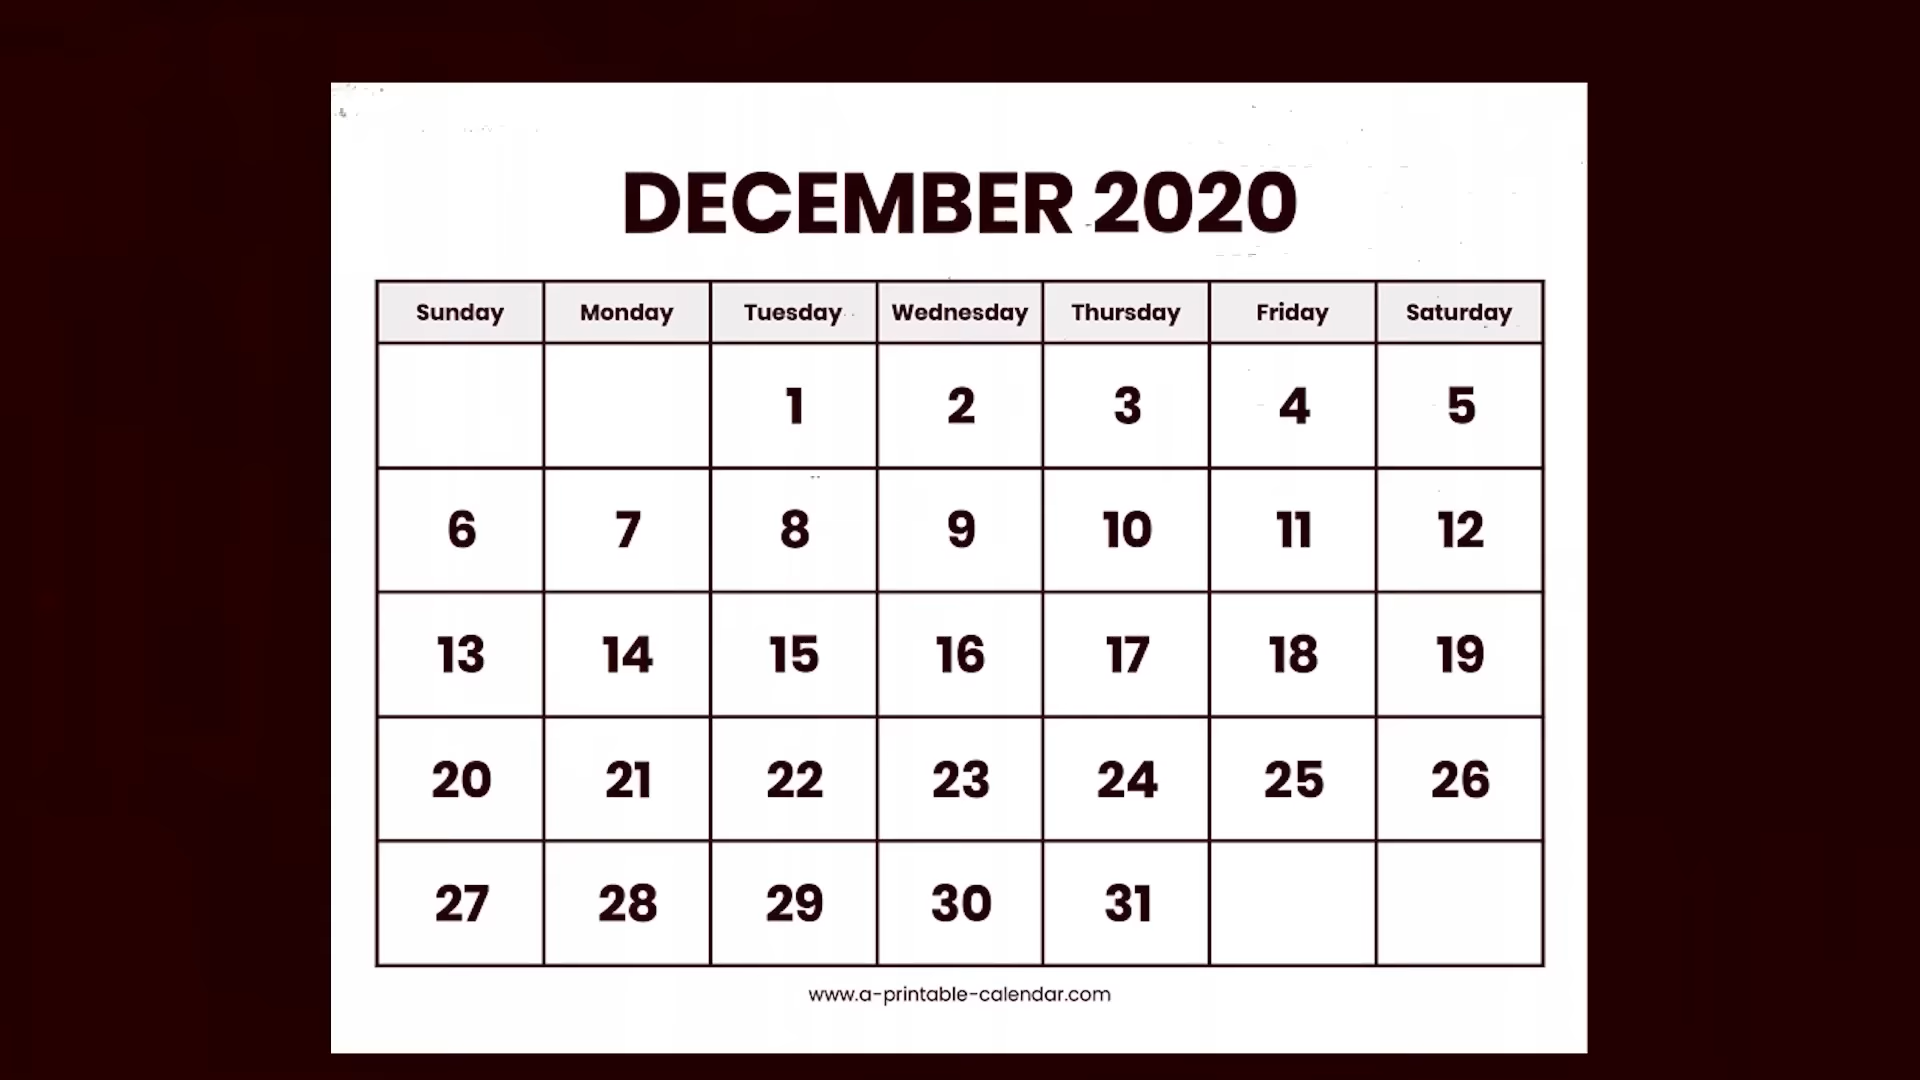 DECEMBER 2020
Sunday Monday Tuesday Wednesday Thursday Friday Saturday
1 2 3 4 5
6 7 8 9 10 11 12
13 14 15 16 17 18 19
20 21 22 23 24 25 26
27 28 29 30 31
www.a-printable-calendar.com